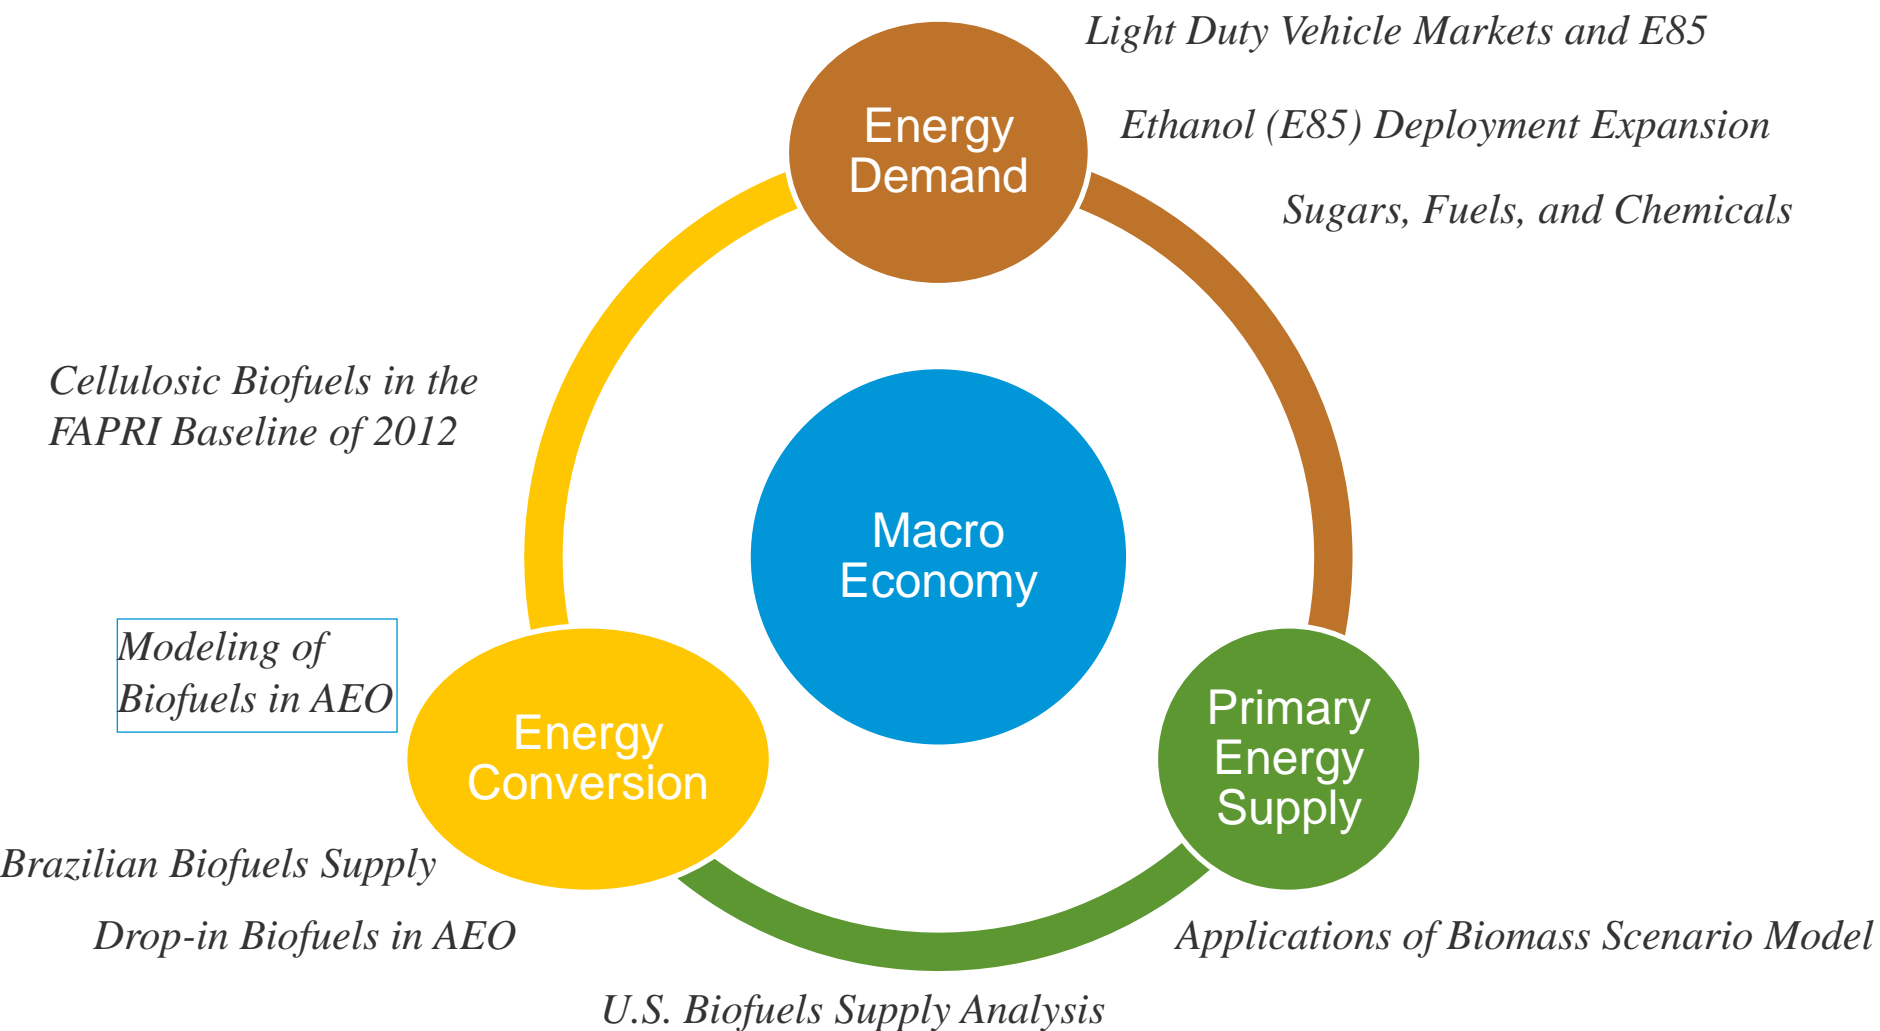 Light Duty Vehicle Markets and E85
Energy
Demand
Ethanol (E85) Deployment Expansion
Sugars, Fuels, and Chemicals
Cellulosic Biofuels in the
FAPRI Baseline of 2012
Macro
Economy
Modeling of
Biofuels in AEO
Energy
Conversion
Primary
Energy
Supply
Brazilian Biofuels Supply
Drop-in Biofuels in AEO
Applications of Biomass Scenario Model
U.S. Biofuels Supply Analysis